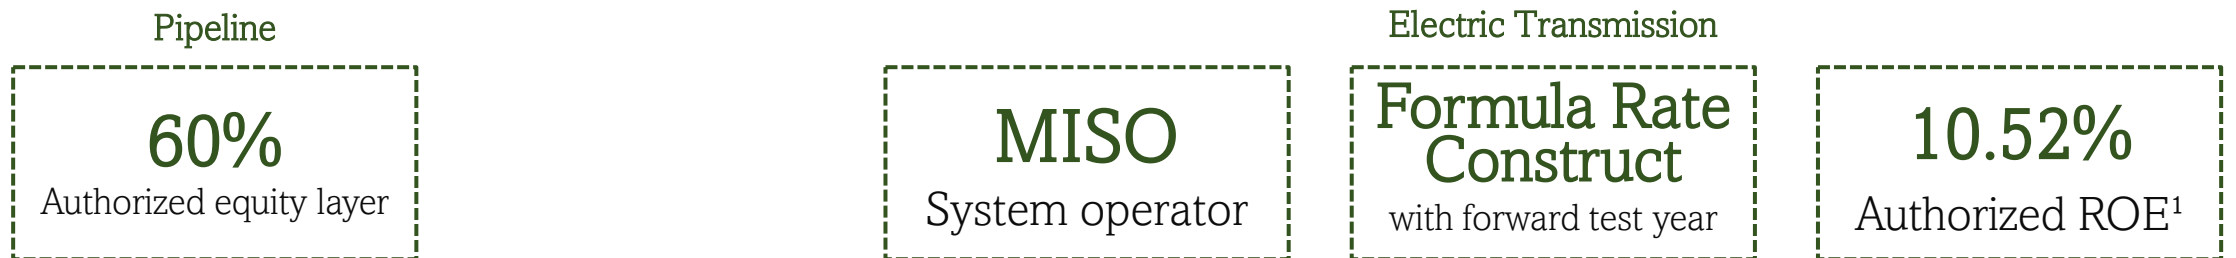 Pipeline
60%
Authorized equity layer
Electric Transmission
MISO
System operator
Formula Rate
Construct
with forward test year
10.52%
Authorized ROE¹